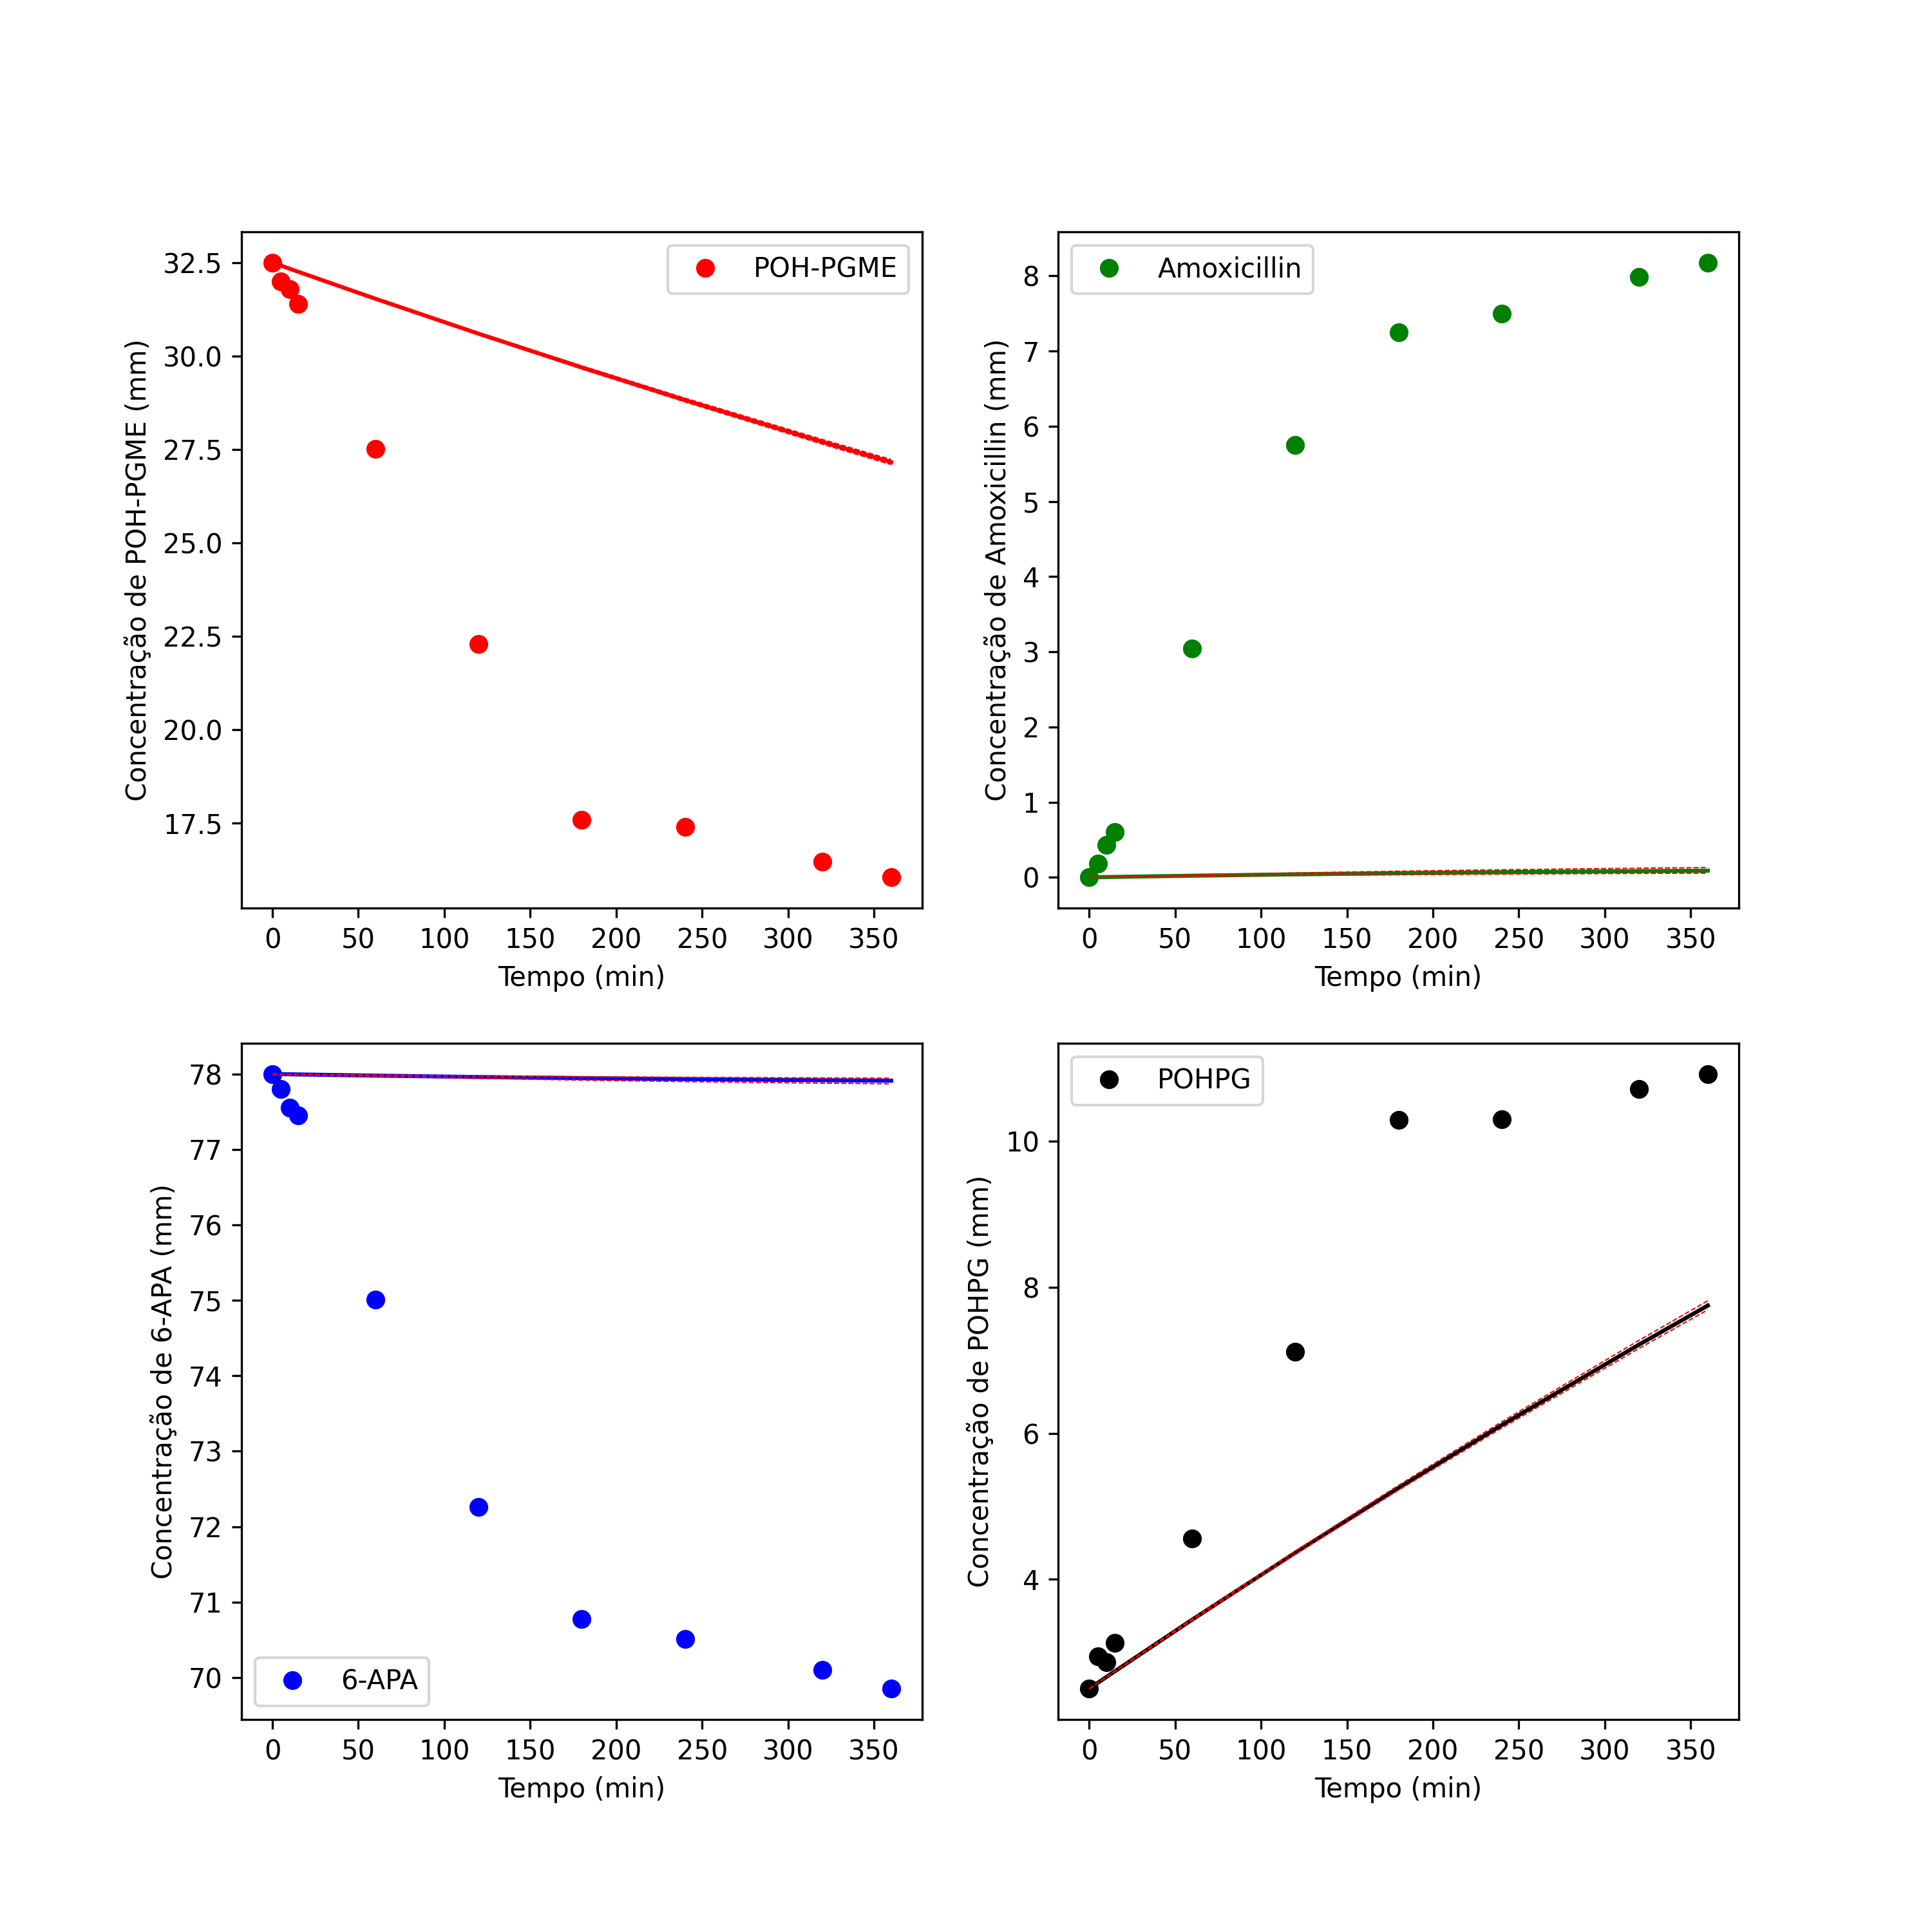 Concentração de POH-PGME (mm)
32.5
30.0
27.5
25.0
22.5
20.0
17.5
POH-PGME
0 50 100 150 200 250 300 350
Tempo (min)
Concentração de Amoxicillin (mm)
8
7
6
5
4
3
2
1
0
Amoxicillin
0 50 100 150 200 250 300 350
Tempo (min)
Concentração de 6-APA (mm)
78
77
76
75
74
73
72
71
70
6-APA
0 50 100 150 200 250 300 350
Tempo (min)
Concentração de POHPG (mm)
10
8
6
4
POHPG
0 50 100 150 200 250 300 350
Tempo (min)